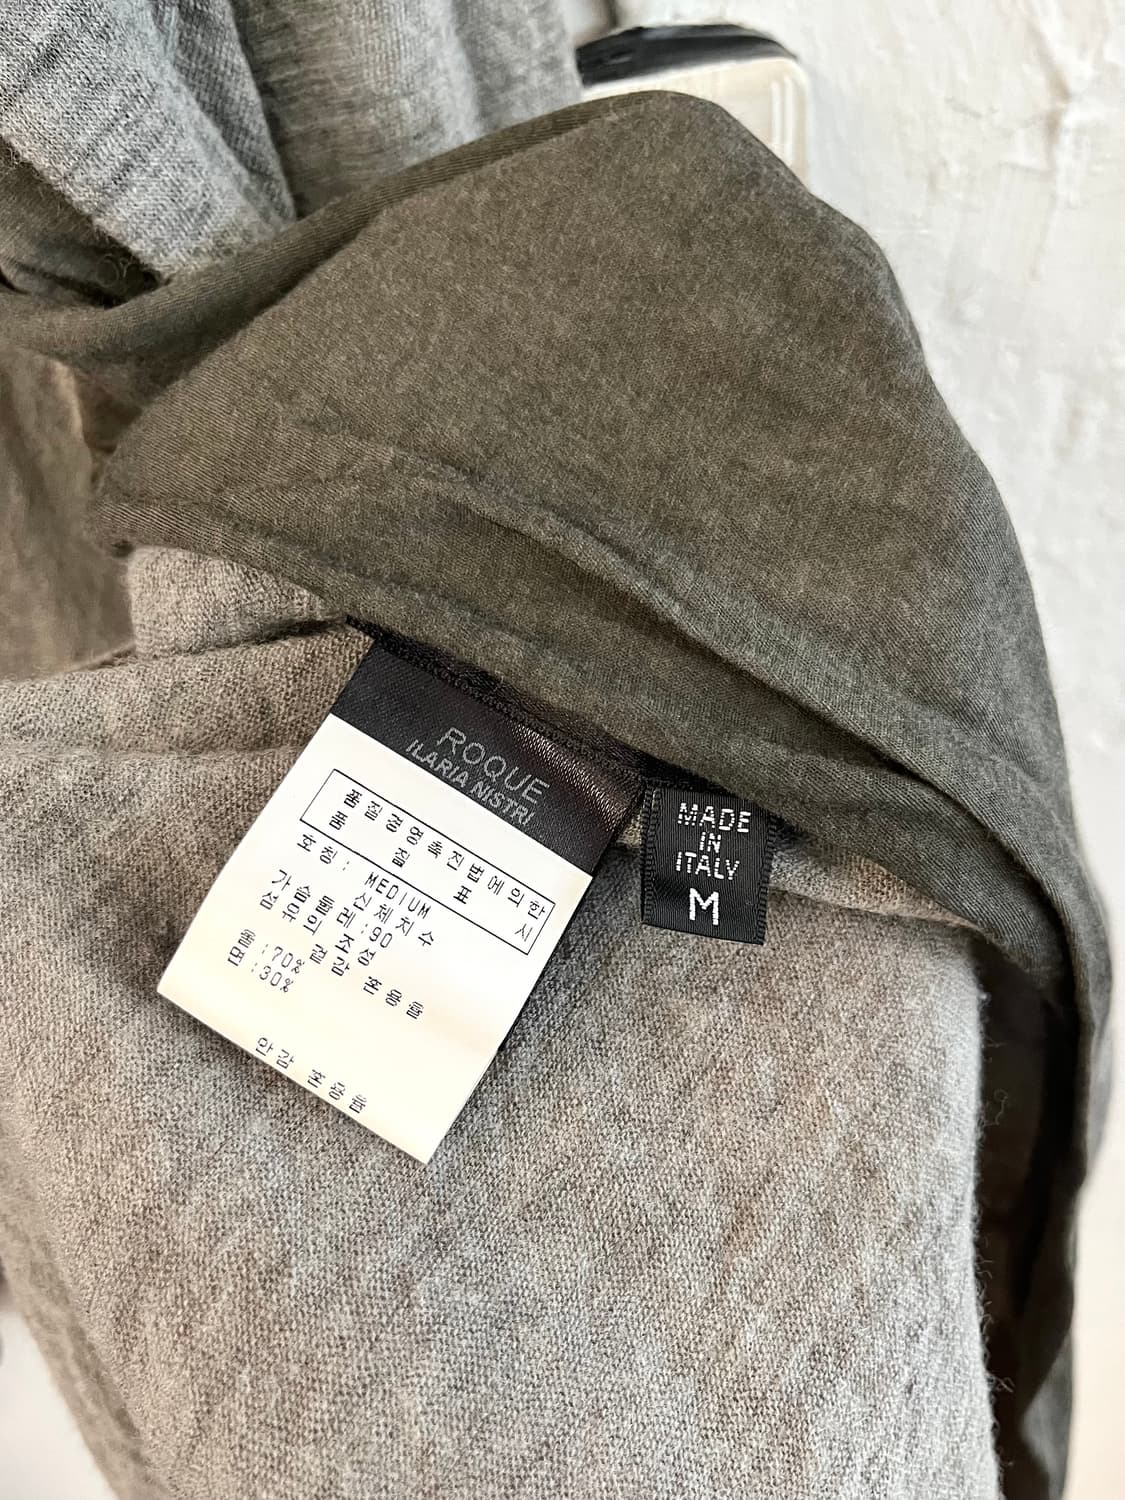 ROQUE
ILARIA NISTRI
품질경영촉진법에의한
품 질 표 시
호칭: MEDIUM
신체치수
가슴둘레:90
섬유의 조성
겉감 혼용율
울:70%
면:30%
안감 혼용율
MADE
IN
ITALY
M